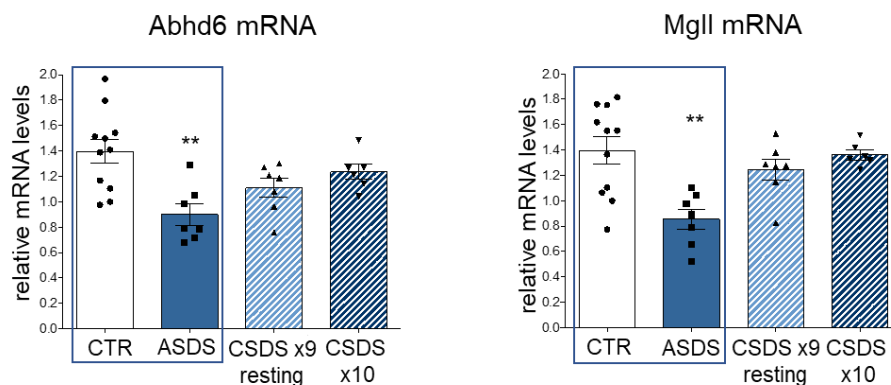 Abhd6 mRNA
relative mRNA levels
2.0
1.8
1.6
1.4
1.2
1.0
0.8
0.6
0.4
0.2
0.0
**
CTR
ASDS
CSDS x9
resting
CSDS
x10
Mgll mRNA
relative mRNA levels
2.0
1.8
1.6
1.4
1.2
1.0
0.8
0.6
0.4
0.2
0.0
**
CTR
ASDS
CSDS x9
resting
CSDS
x10